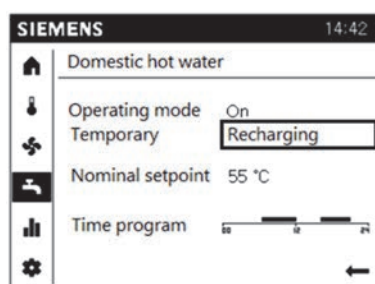 SIEMENS 14:42
Domestic hot water
Operating mode On
Temporary Recharging
Nominal setpoint 55 °C
Time program